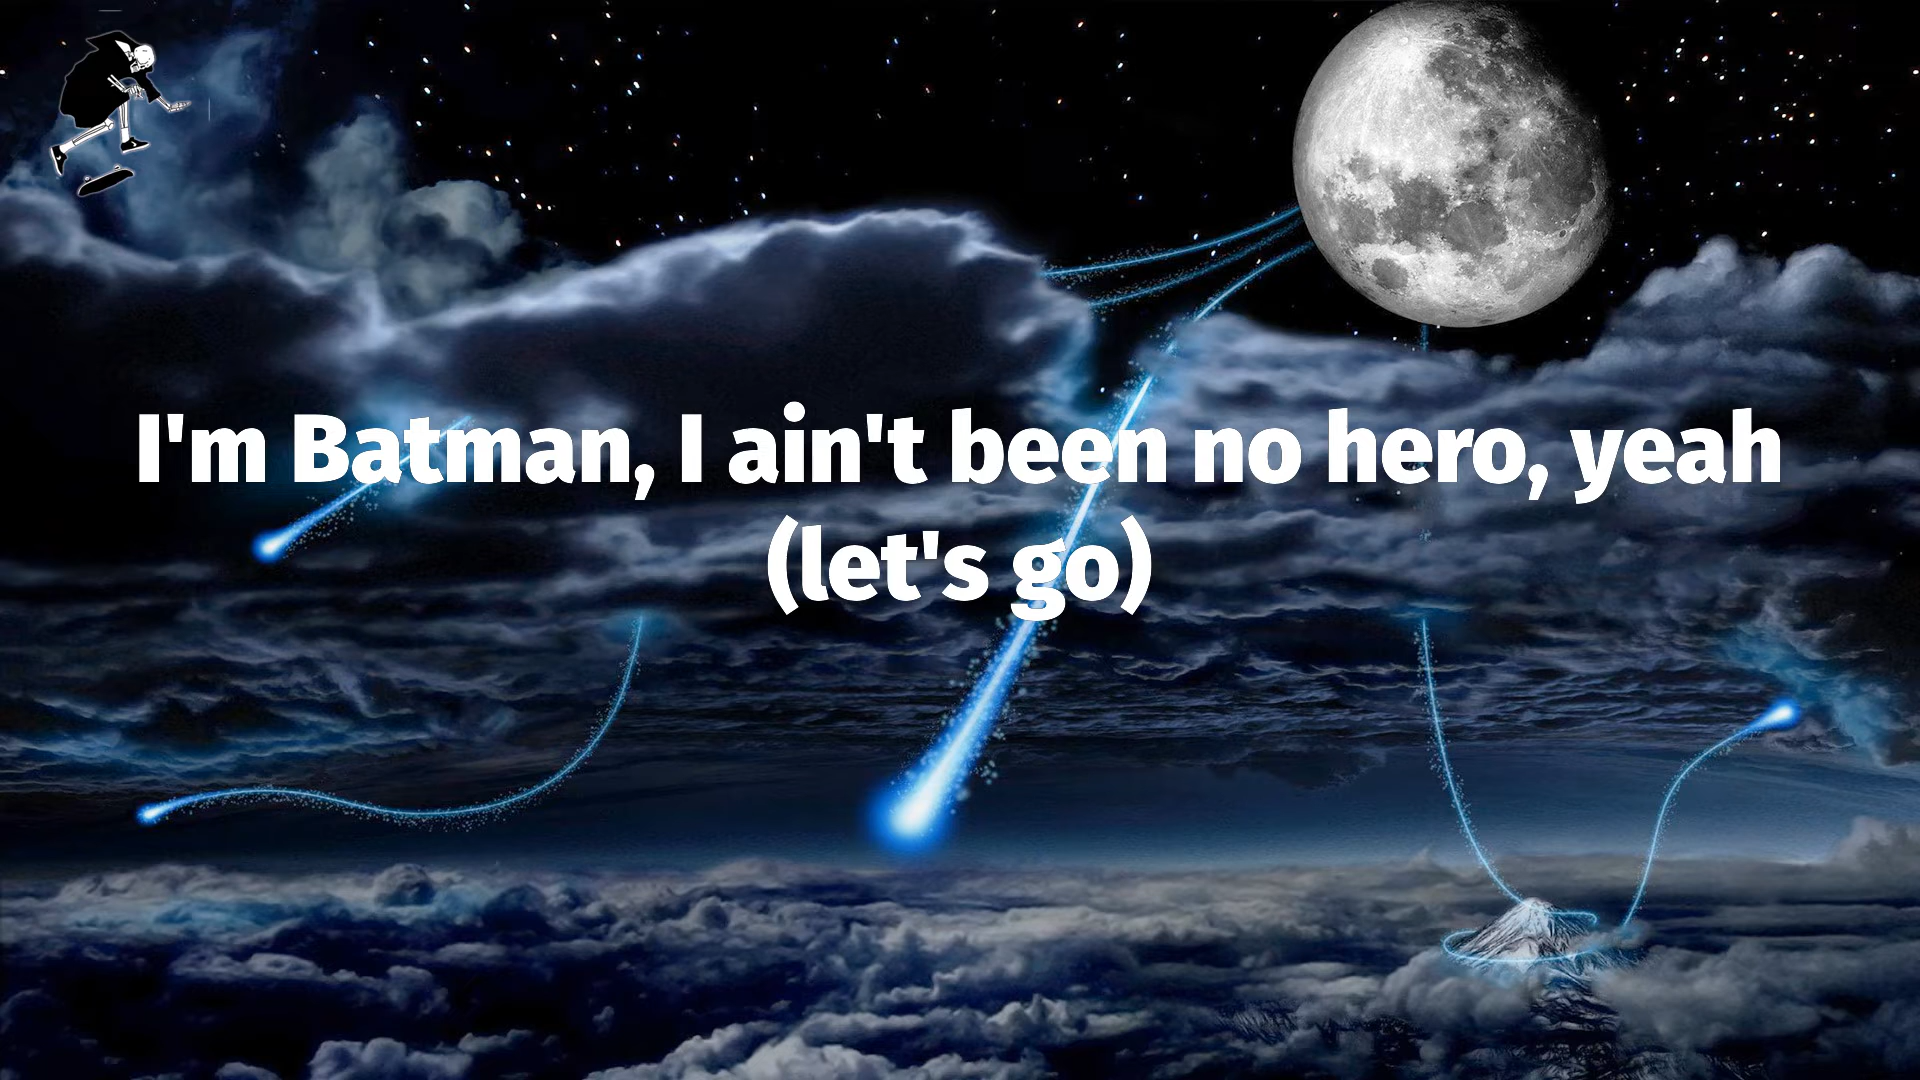 I'm Batman, I ain't been no hero, yeah
(let's go)